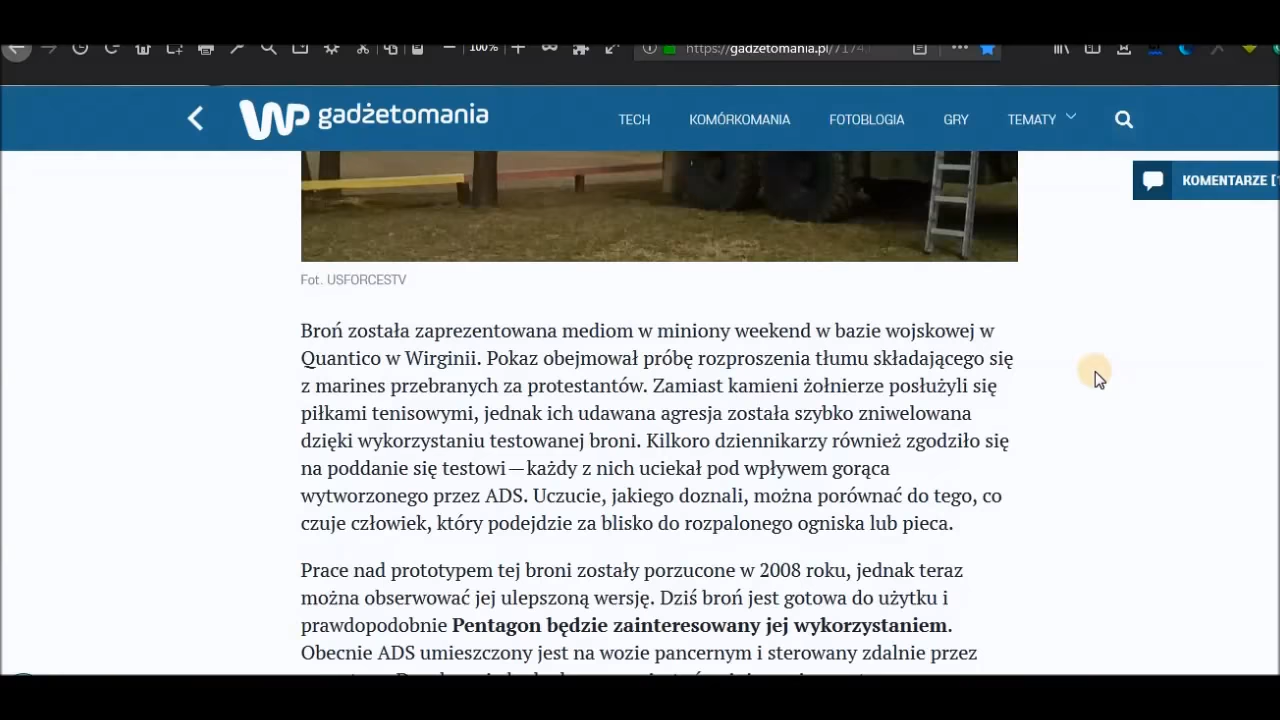 100%
https://gadzetomania.pl/7174
WP gadżetomania
TECH KOMÓRKOMANIA FOTOBLOGIA GRY TEMATY
KOMENTARZE [
Fot. USFORCESTV
Broń została zaprezentowana mediom w miniony weekend w bazie wojskowej w
Quantico w Wirginii. Pokaz obejmował próbę rozproszenia tłumu składającego się
z marines przebranych za protestantów. Zamiast kamieni żołnierze posłużyli się
piłkami tenisowymi, jednak ich udawana agresja została szybko zniwelowana
dzięki wykorzystaniu testowanej broni. Kilkoro dziennikarzy również zgodziło się
na poddanie się testowi — każdy z nich uciekał pod wpływem gorąca
wytworzonego przez ADS. Uczucie, jakiego doznali, można porównać do tego, co
czuje człowiek, który podejdzie za blisko do rozpalonego ogniska lub pieca.
Prace nad prototypem tej broni zostały porzucone w 2008 roku, jednak teraz
można obserwować jej ulepszoną wersję. Dziś broń jest gotowa do użytku i
prawdopodobnie Pentagon będzie zainteresowany jej wykorzystaniem.
Obecnie ADS umieszczony jest na wozie pancernym i sterowany zdalnie przez